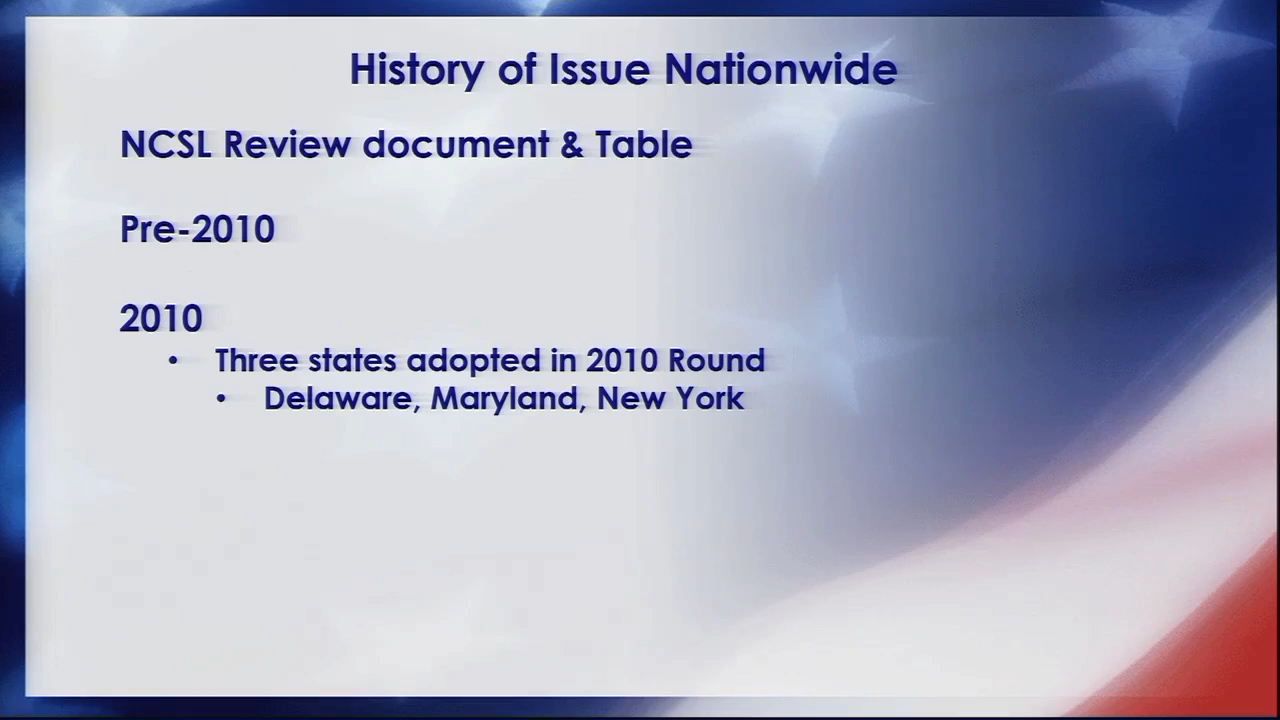 History of Issue Nationwide
NCSL Review document & Table
Pre-2010
2010
• Three states adopted in 2010 Round
• Delaware, Maryland, New York